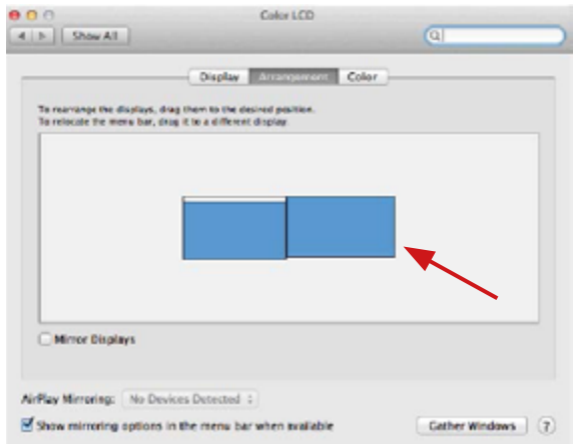 Color LCD
Show All
Display Arrangement Color
To rearrange the displays, drag them to the desired position.
To relocate the menu bar, drag it to a different display.
Mirror Displays
AirPlay Mirroring: No Devices Detected
Show mirroring options in the menu bar when available
Gather Windows ?